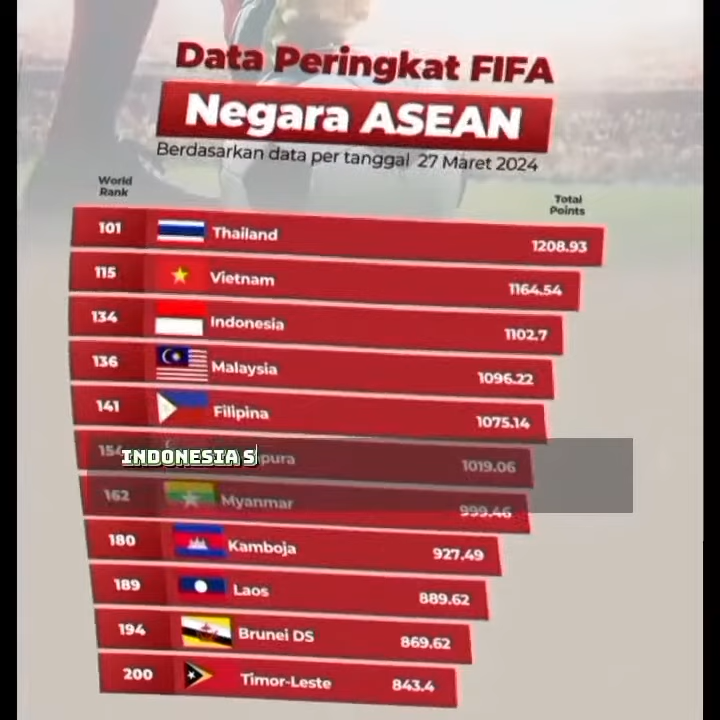 Data Peringkat FIFA
Negara ASEAN
Berdasarkan data per tanggal 27 Maret 2024
World
Rank
Total
Points
101 Thailand 1208.93
115 Vietnam 1164.54
134 Indonesia 1102.7
136 Malaysia 1096.22
141 Filipina 1075.14
154 pura 1019.06
INDONESIA S
162 Myanmar 999.46
180 Kamboja 927.49
189 Laos 889.62
194 Brunei DS 869.62
200 Timor-Leste 843.4